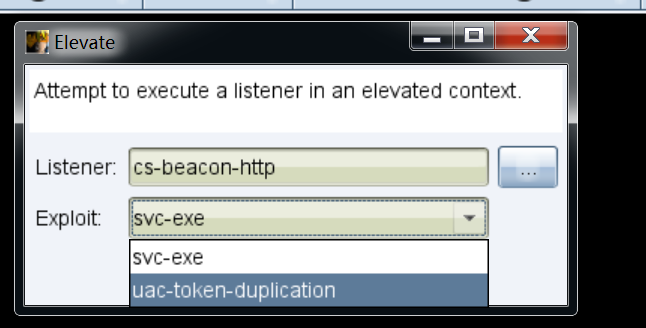 Elevate
Attempt to execute a listener in an elevated context.
Listener: cs-beacon-http ...
Exploit: svc-exe
svc-exe
uac-token-duplication